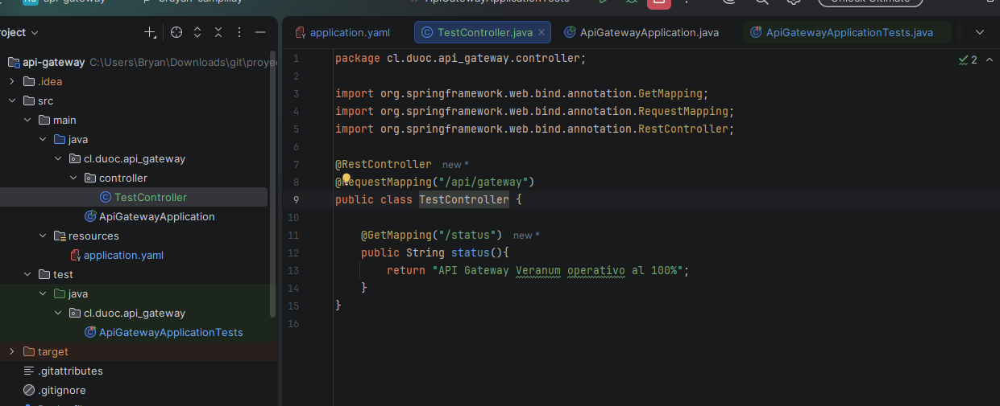 api-gateway
brayan-campillay
ApiGatewayApplicationTests
Unlock Ultimate
roject
application.yaml
TestController.java
ApiGatewayApplication.java
ApiGatewayApplicationTests.java
api-gateway C:\Users\Bryan\Downloads\git\proye
.idea
src
main
java
cl.duoc.api_gateway
controller
TestController
ApiGatewayApplication
resources
application.yaml
test
java
cl.duoc.api_gateway
ApiGatewayApplicationTests
target
.gitattributes
.gitignore
1 package cl.duoc.api_gateway.controller;
2
2
3 import org.springframework.web.bind.annotation.GetMapping;
4 import org.springframework.web.bind.annotation.RequestMapping;
5 import org.springframework.web.bind.annotation.RestController;
6
7 @RestController new *
8 @RequestMapping("/api/gateway")
9 public class TestController {
10
11 @GetMapping("/status") new *
12 public String status(){
13 return "API Gateway Veranum operativo al 100%";
14 }
15 }
16